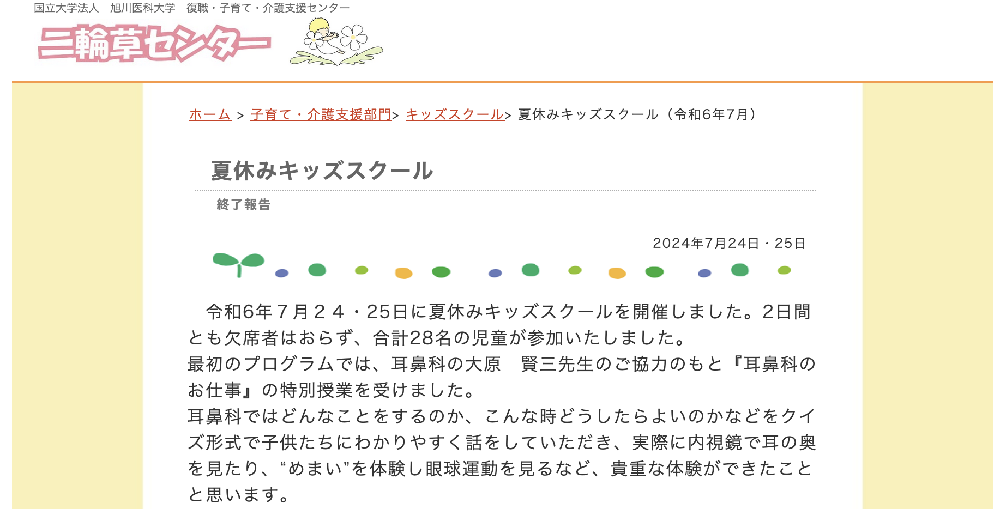 国立大学法人　旭川医科大学　復職・子育て・介護支援センター
二輪草センター
ホーム > 子育て・介護支援部門> キッズスクール> 夏休みキッズスクール（令和6年7月）
夏休みキッズスクール
終了報告
2024年7月24日・25日
　令和6年７月２４・25日に夏休みキッズスクールを開催しました。2日間
とも欠席者はおらず、合計28名の児童が参加いたしました。
最初のプログラムでは、耳鼻科の大原　賢三先生のご協力のもと『耳鼻科の
お仕事』の特別授業を受けました。
耳鼻科ではどんなことをするのか、こんな時どうしたらよいのかなどをクイ
ズ形式で子供たちにわかりやすく話をしていただき、実際に内視鏡で耳の奥
を見たり、“めまい”を体験し眼球運動を見るなど、貴重な体験ができたこと
と思います。